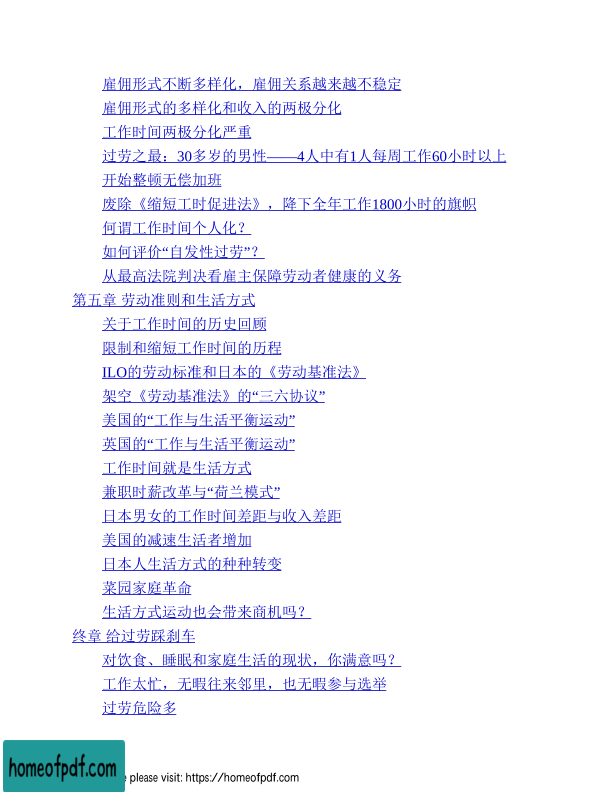 雇佣形式不断多样化，雇佣关系越来越不稳定
雇佣形式的多样化和收入的两极分化
工作时间两极分化严重
过劳之最：30多岁的男性——4人中有1人每周工作60小时以上
开始整顿无偿加班
废除《缩短工时促进法》，降下全年工作1800小时的旗帜
何谓工作时间个人化？
如何评价“自发性过劳”？
从最高法院判决看雇主保障劳动者健康的义务
第五章 劳动准则和生活方式
关于工作时间的历史回顾
限制和缩短工作时间的历程
ILO的劳动标准和日本的《劳动基准法》
架空《劳动基准法》的“三六协议”
美国的“工作与生活平衡运动”
英国的“工作与生活平衡运动”
工作时间就是生活方式
兼职时薪改革与“荷兰模式”
日本男女的工作时间差距与收入差距
美国的减速生活者增加
日本人生活方式的种种转变
菜园家庭革命
生活方式运动也会带来商机吗？
终章 给过劳踩刹车
对饮食、睡眠和家庭生活的现状，你满意吗？
工作太忙，无暇往来邻里，也无暇参与选举
过劳危险多
homeofpdf.com
please visit: https://homeofpdf.com